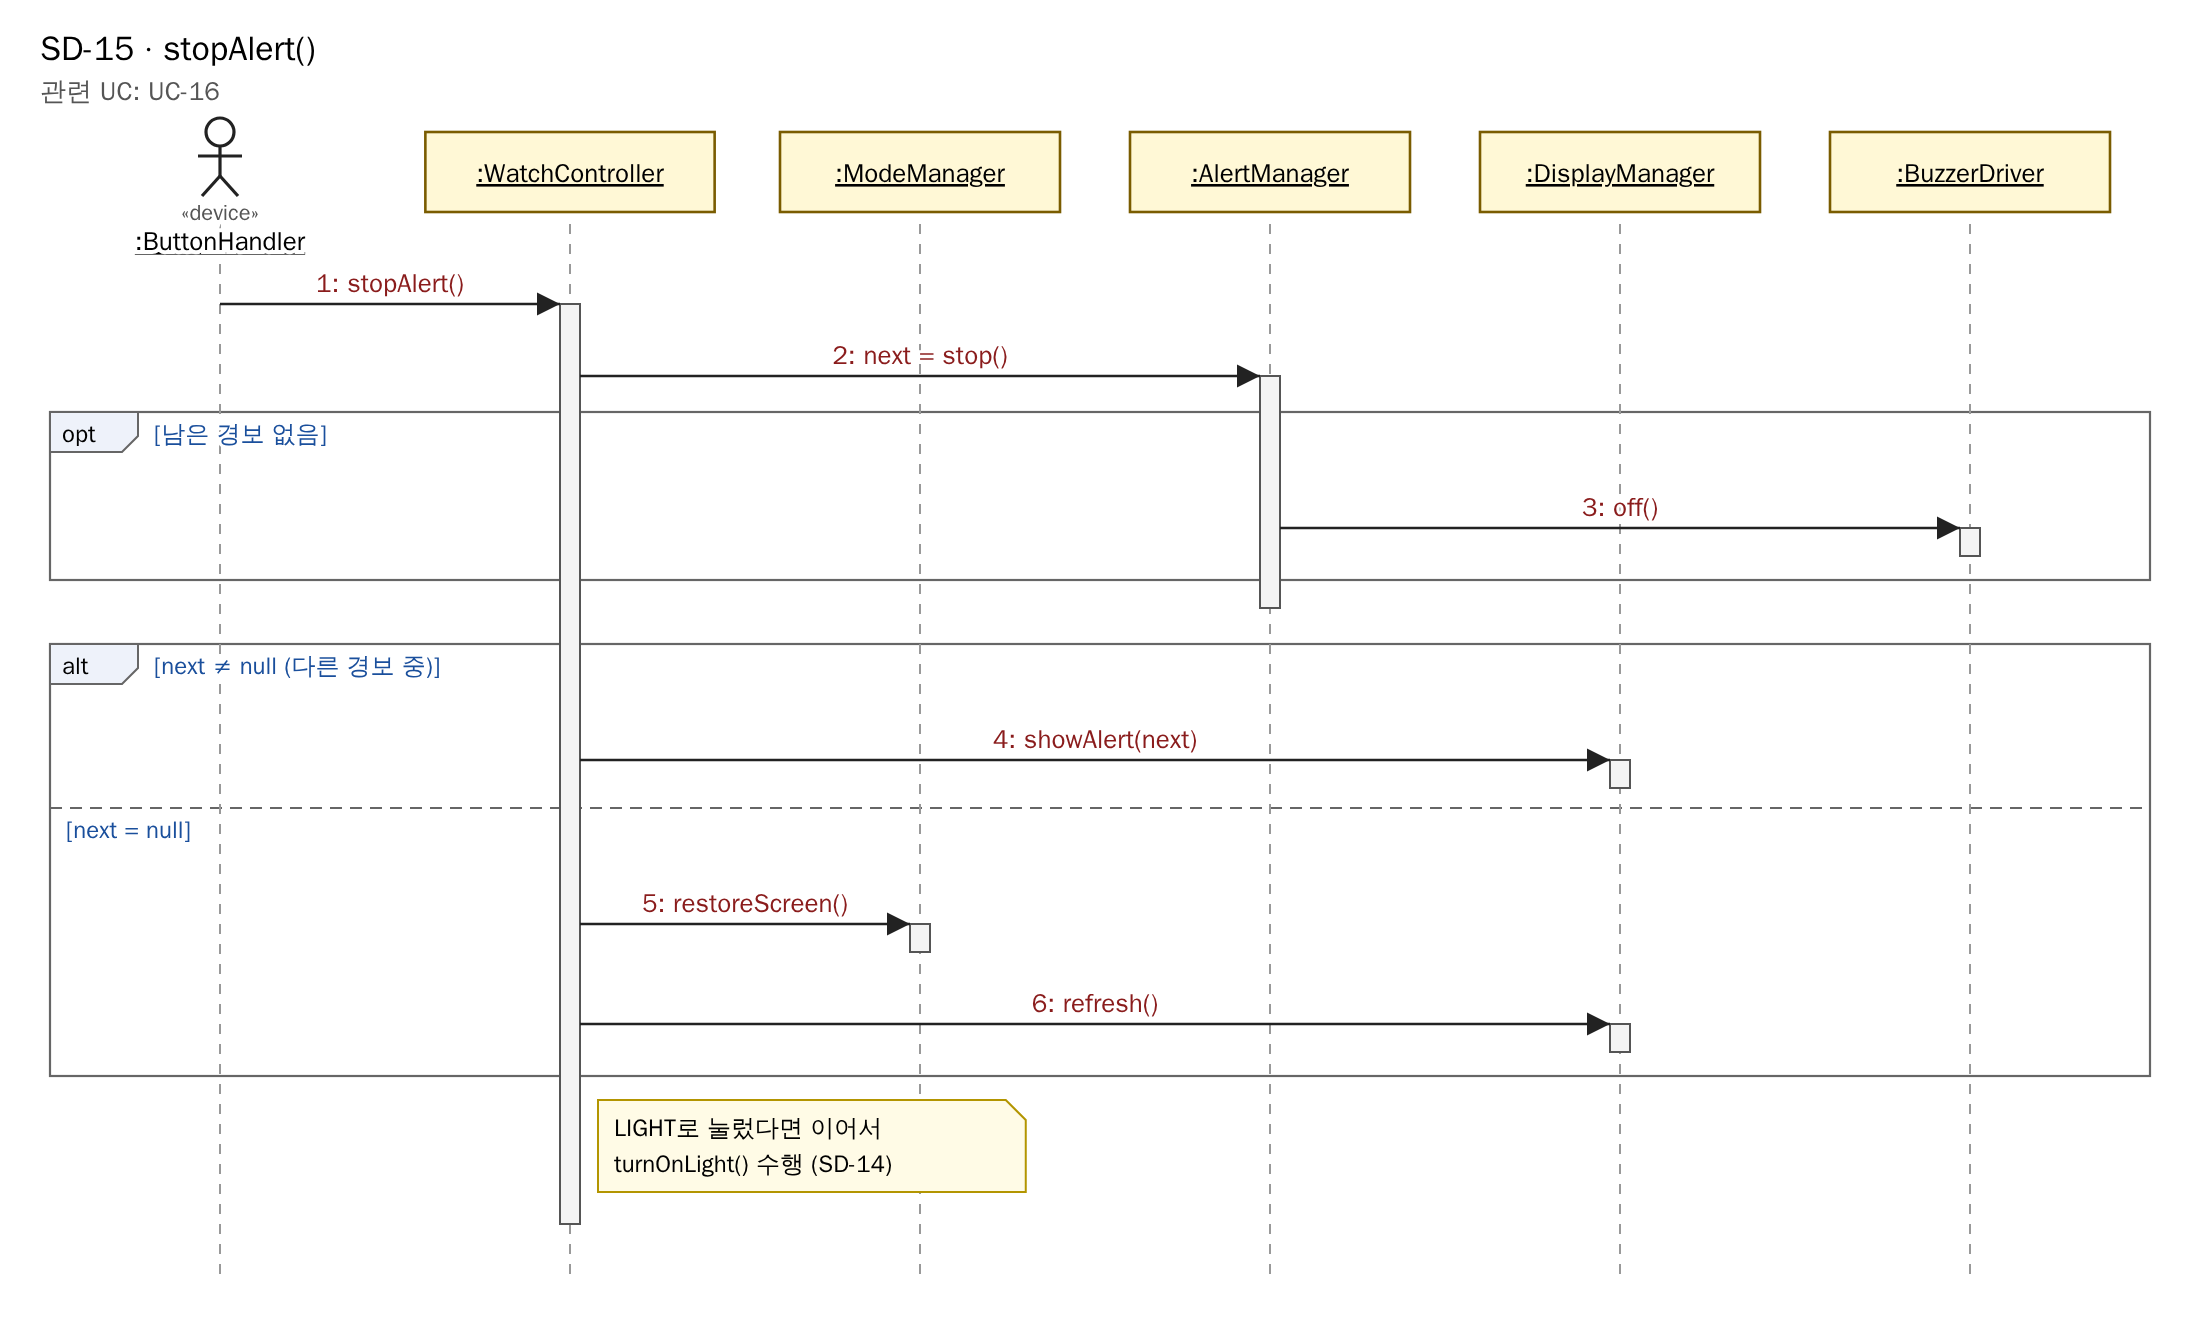 SD-15 · stopAlert()
관련 UC: UC-16
«device»
:ButtonHandler
:WatchController
:ModeManager
:AlertManager
:DisplayManager
:BuzzerDriver
1: stopAlert()
2: next = stop()
opt [남은 경보 없음]
3: off()
alt [next ≠ null (다른 경보 중)]
4: showAlert(next)
[next = null]
5: restoreScreen()
6: refresh()
LIGHT로 눌렀다면 이어서
turnOnLight() 수행 (SD-14)